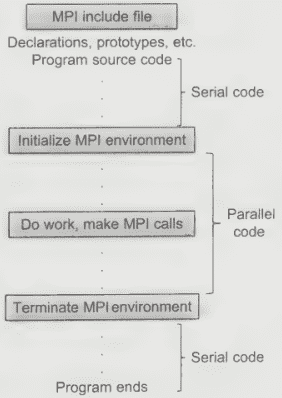 MPI include file
Declarations, prototypes, etc.
Program source code
Serial code
Initialize MPI environment
Do work, make MPI calls
Parallel
code
Terminate MPI environment
Serial code
Program ends